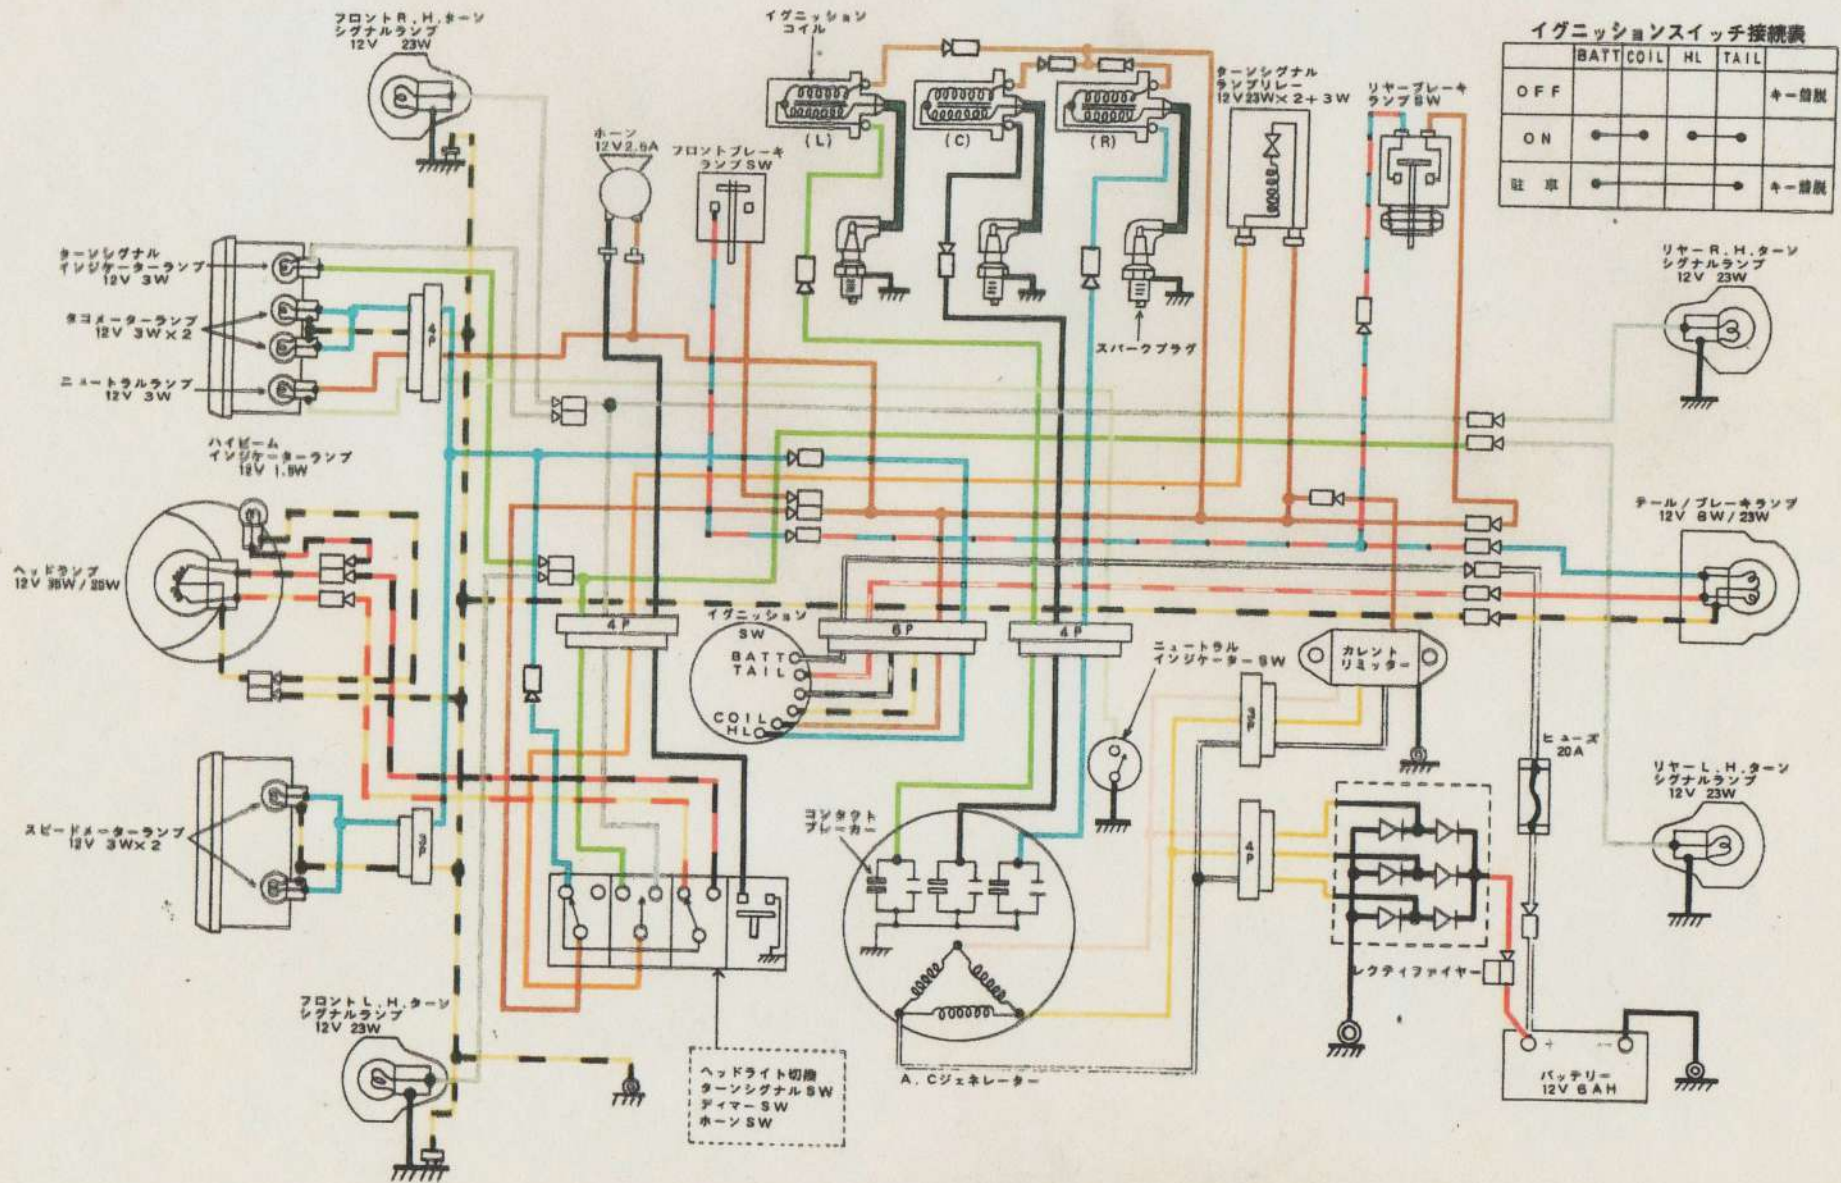 フロントR.H.ターン
シグナルランプ
12V 23W
イグニッション
コイル
(L)
(C)
(R)
ターンシグナル
ランプリレー
12V23W×2+3W
リヤーブレーキ
ランプSW
イグニッションスイッチ接続表
BATT COIL HL TAIL
OFF キー着脱
ON
駐車 キー着脱
ホーン
12V2.5A
フロントブレーキ
ランプSW
ターンシグナル
インジケーターランプ
12V 3W
タコメーターランプ
12V 3W×2
4P
ニュートラルランプ
12V 3W
スパークプラグ
リヤーR.H.ターン
シグナルランプ
12V 23W
ハイビーム
インジケーターランプ
12V 1.5W
ヘッドランプ
12V 35W/25W
テール/ブレーキランプ
12V 8W/23W
4P
イグニッション
SW
BATT
TAIL
COIL
HL
6P
4P
ニュートラル
インジケーターSW
カレント
リミッター
ヒューズ
20A
スピードメーターランプ
12V 3W×2
コンタクト
ブレーカー
4P
リヤーL.H.ターン
シグナルランプ
12V 23W
レクティファイヤー
フロントL.H.ターン
シグナルランプ
12V 23W
ヘッドライト切換
ターンシグナルSW
ディマーSW
ホーンSW
A.Cジェネレーター
+ −
バッテリー
12V 6AH